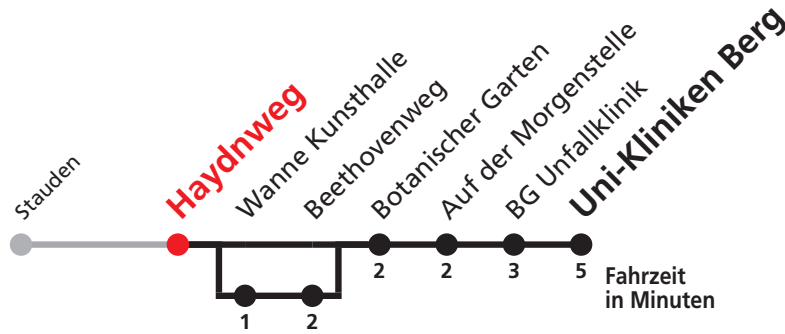 Stauden
Haydnweg
Wanne Kunsthalle
Beethovenweg
Botanischer Garten
Auf der Morgenstelle
BG Unfallklinik
Uni-Kliniken Berg
1
2
2
2
3
5
Fahrzeit
in Minuten